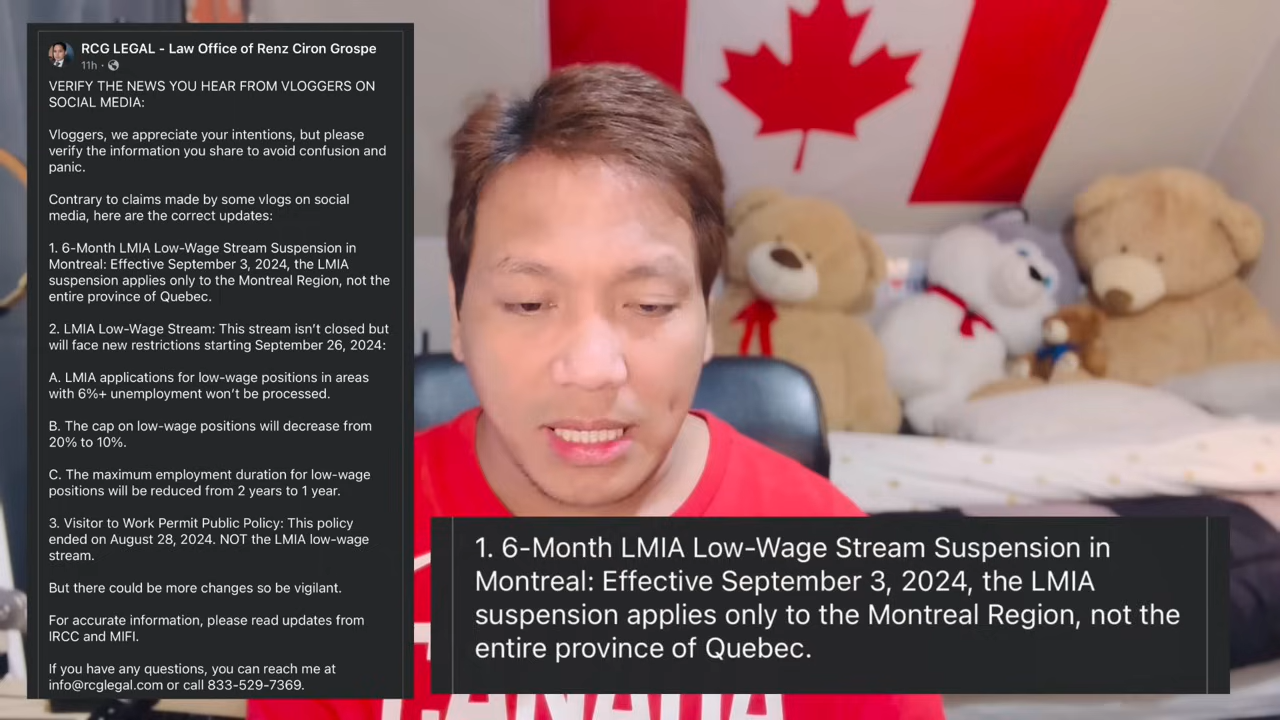 RCG LEGAL - Law Office of Renz Ciron Grospe
11h ·
VERIFY THE NEWS YOU HEAR FROM VLOGGERS ON
SOCIAL MEDIA:
Vloggers, we appreciate your intentions, but please
verify the information you share to avoid confusion and
panic.
Contrary to claims made by some vlogs on social
media, here are the correct updates:
1. 6-Month LMIA Low-Wage Stream Suspension in
Montreal: Effective September 3, 2024, the LMIA
suspension applies only to the Montreal Region, not the
entire province of Quebec.
2. LMIA Low-Wage Stream: This stream isn't closed but
will face new restrictions starting September 26, 2024:
A. LMIA applications for low-wage positions in areas
with 6%+ unemployment won't be processed.
B. The cap on low-wage positions will decrease from
20% to 10%.
C. The maximum employment duration for low-wage
positions will be reduced from 2 years to 1 year.
3. Visitor to Work Permit Public Policy: This policy
ended on August 28, 2024. NOT the LMIA low-wage
stream.
But there could be more changes so be vigilant.
For accurate information, please read updates from
IRCC and MIFI.
If you have any questions, you can reach me at
info@rcglegal.com or call 833-529-7369.
1. 6-Month LMIA Low-Wage Stream Suspension in
Montreal: Effective September 3, 2024, the LMIA
suspension applies only to the Montreal Region, not the
entire province of Quebec.
CANADA